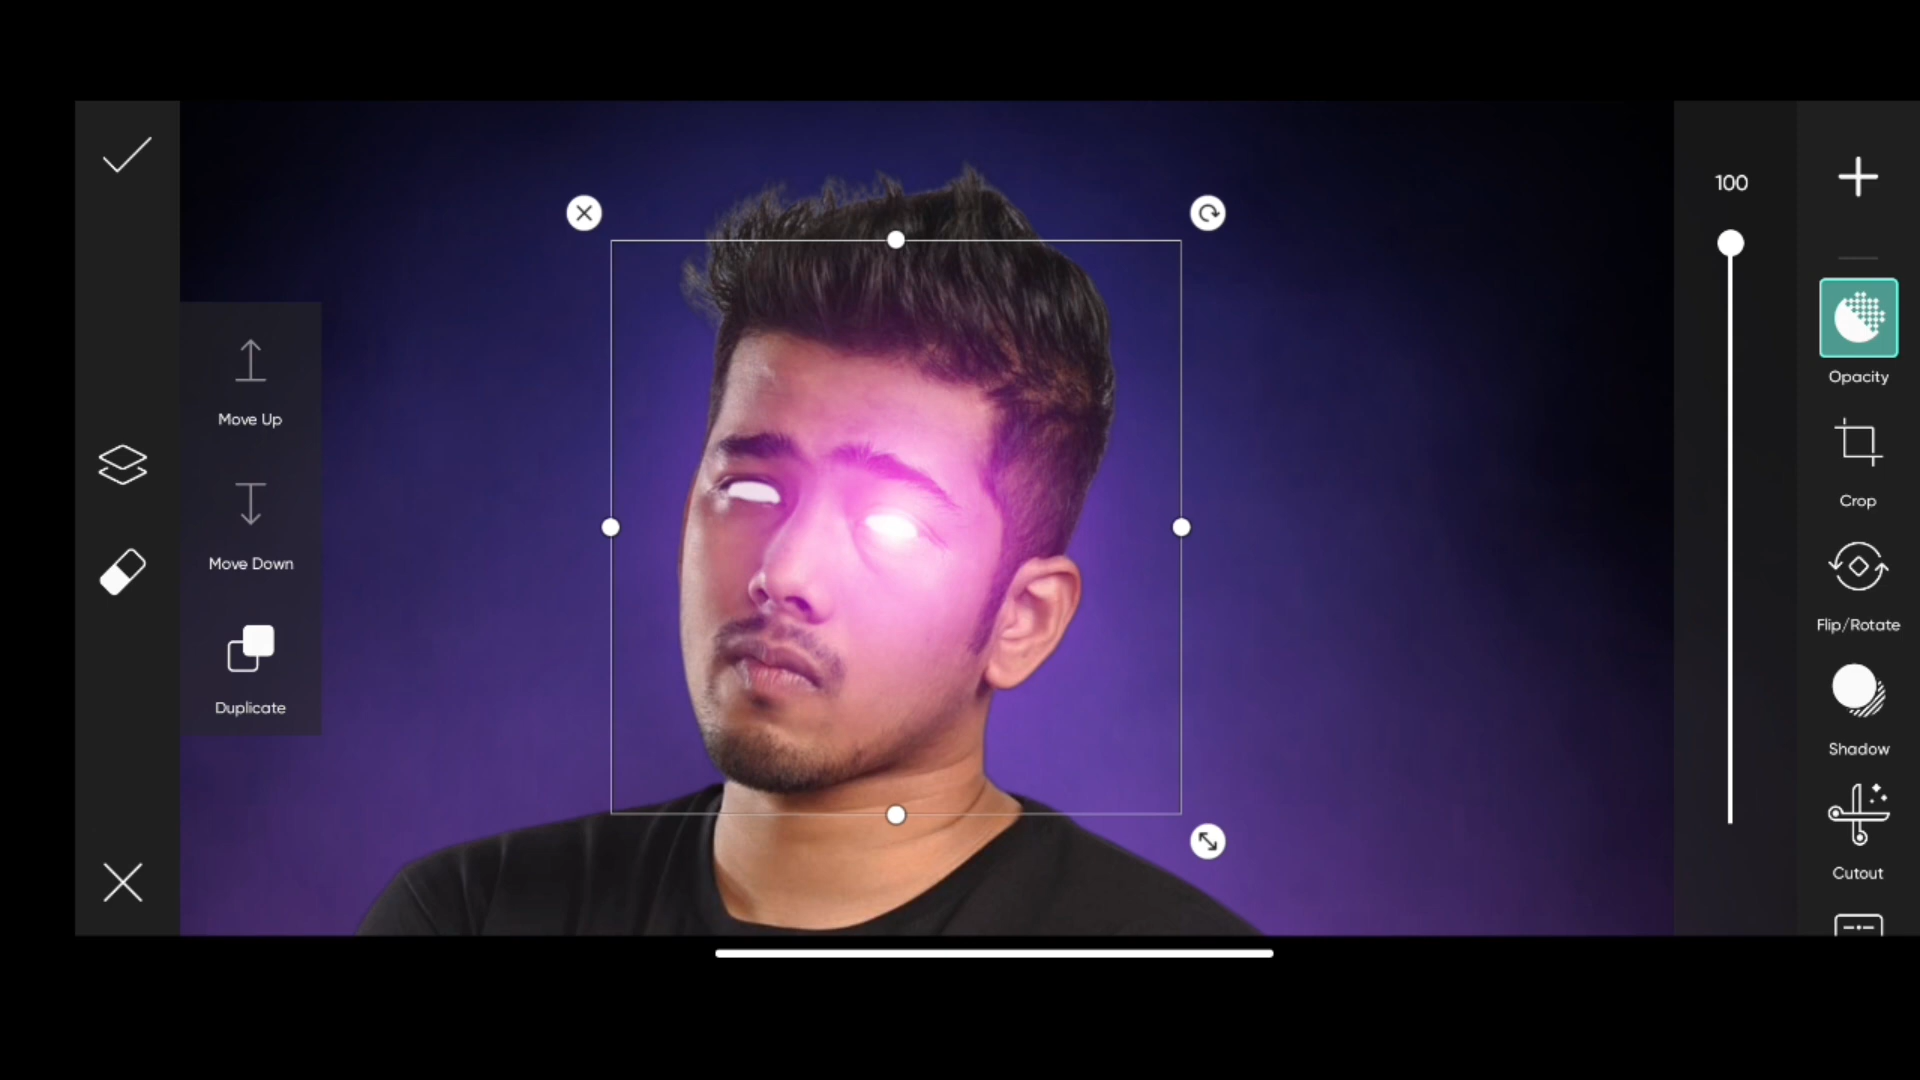 Move Up
Move Down
Duplicate
100
Opacity
Crop
Flip/Rotate
Shadow
Cutout